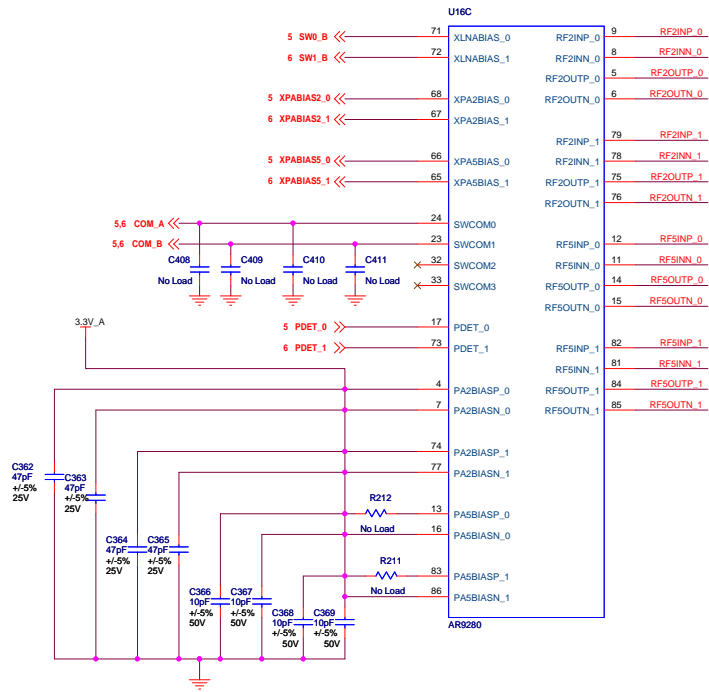 U16C
5 SW0_B
71
XLNABIAS_0
RF2INP_0
9
RF2INP_0
6 SW1_B
72
XLNABIAS_1
RF2INN_0
8
RF2INN_0
RF2OUTP_0
5
RF2OUTP_0
5 XPABIAS2_0
68
XPA2BIAS_0
RF2OUTN_0
6
RF2OUTN_0
6 XPABIAS2_1
67
XPA2BIAS_1
RF2INP_1
79
RF2INP_1
5 XPABIAS5_0
66
XPA5BIAS_0
RF2INN_1
78
RF2INN_1
6 XPABIAS5_1
65
XPA5BIAS_1
RF2OUTP_1
75
RF2OUTP_1
RF2OUTN_1
76
RF2OUTN_1
5,6 COM_A
24
SWCOM0
5,6 COM_B
23
SWCOM1
RF5INP_0
12
RF5INP_0
C408
No Load
C409
No Load
C410
No Load
C411
No Load
32
SWCOM2
RF5INN_0
11
RF5INN_0
33
SWCOM3
RF5OUTP_0
14
RF5OUTP_0
RF5OUTN_0
15
RF5OUTN_0
3.3V_A
5 PDET_0
17
PDET_0
6 PDET_1
73
PDET_1
RF5INP_1
82
RF5INP_1
RF5INN_1
81
RF5INN_1
4
PA2BIASP_0
RF5OUTP_1
84
RF5OUTP_1
7
PA2BIASN_0
RF5OUTN_1
85
RF5OUTN_1
74
PA2BIASP_1
77
PA2BIASN_1
C362
47pF
+/-5%
25V
C363
47pF
+/-5%
25V
R212
No Load
13
PA5BIASP_0
16
PA5BIASN_0
C364
47pF
+/-5%
25V
C365
47pF
+/-5%
25V
R211
No Load
83
PA5BIASP_1
86
PA5BIASN_1
C366
10pF
+/-5%
50V
C367
10pF
+/-5%
50V
C368
10pF
+/-5%
50V
C369
10pF
+/-5%
50V
AR9280